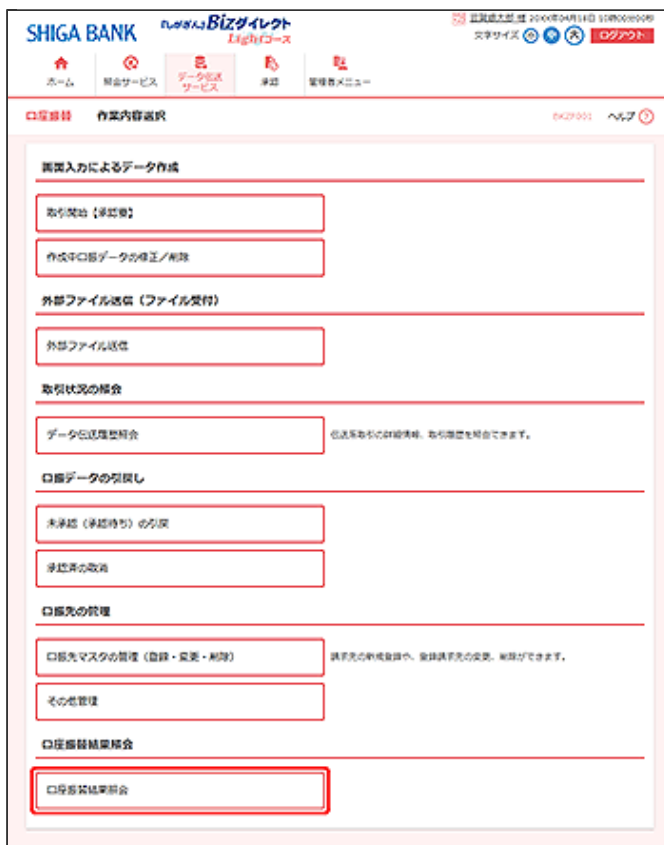 SHIGA BANK
『しがぎん』Bizダイレクト
Lightコース
文字サイズ 小 中 大 ログアウト
ホーム 照会サービス データ伝送サービス 承認 管理者メニュー
口座振替 作業内容選択 BKZF001 ヘルプ ?
画面入力によるデータ作成
取引開始【承認要】
作成中口振データの修正/削除
外部ファイル送信(ファイル受付)
外部ファイル送信
取引状況の照会
データ伝送履歴照会 伝送系取引の詳細情報、取引履歴を照会できます。
口振データの引戻し
未承認(承認待ち)の引戻
承認済の取消
口振先の管理
口振先マスタの管理(登録・変更・削除) 請求先の新規登録や、登録請求先の変更、削除ができます。
その他管理
口座振替結果照会
口座振替結果照会